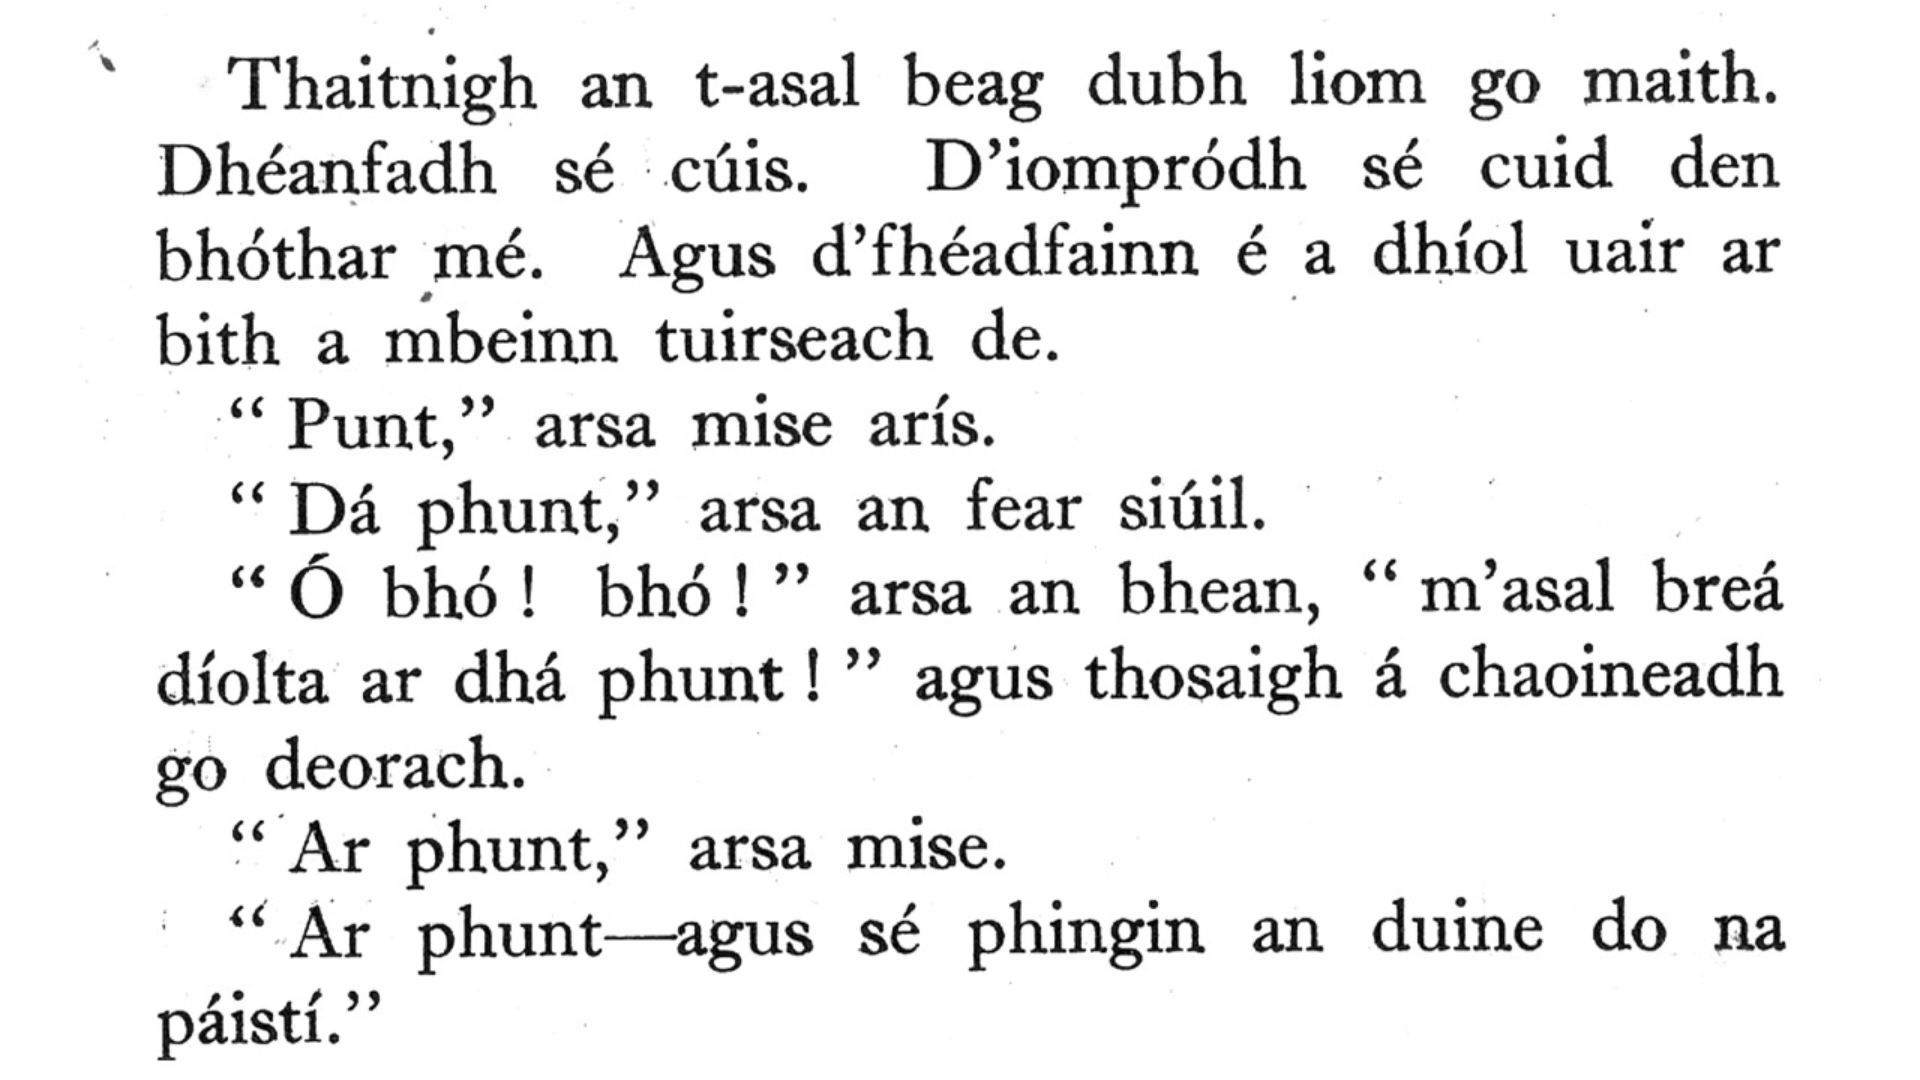 Thaitnigh an t-asal beag dubh liom go maith.
Dhéanfadh sé cúis. D’iompródh sé cuid den
bhóthar mé. Agus d’fhéadfainn é a dhíol uair ar
bith a mbeinn tuirseach de.
“ Punt,” arsa mise arís.
“ Dá phunt,” arsa an fear siúil.
“ Ó bhó ! bhó ! ” arsa an bhean, “ m’asal breá
díolta ar dhá phunt ! ” agus thosaigh á chaoineadh
go deorach.
“ Ar phunt,” arsa mise.
“ Ar phunt—agus sé phingin an duine do na
páistí.”